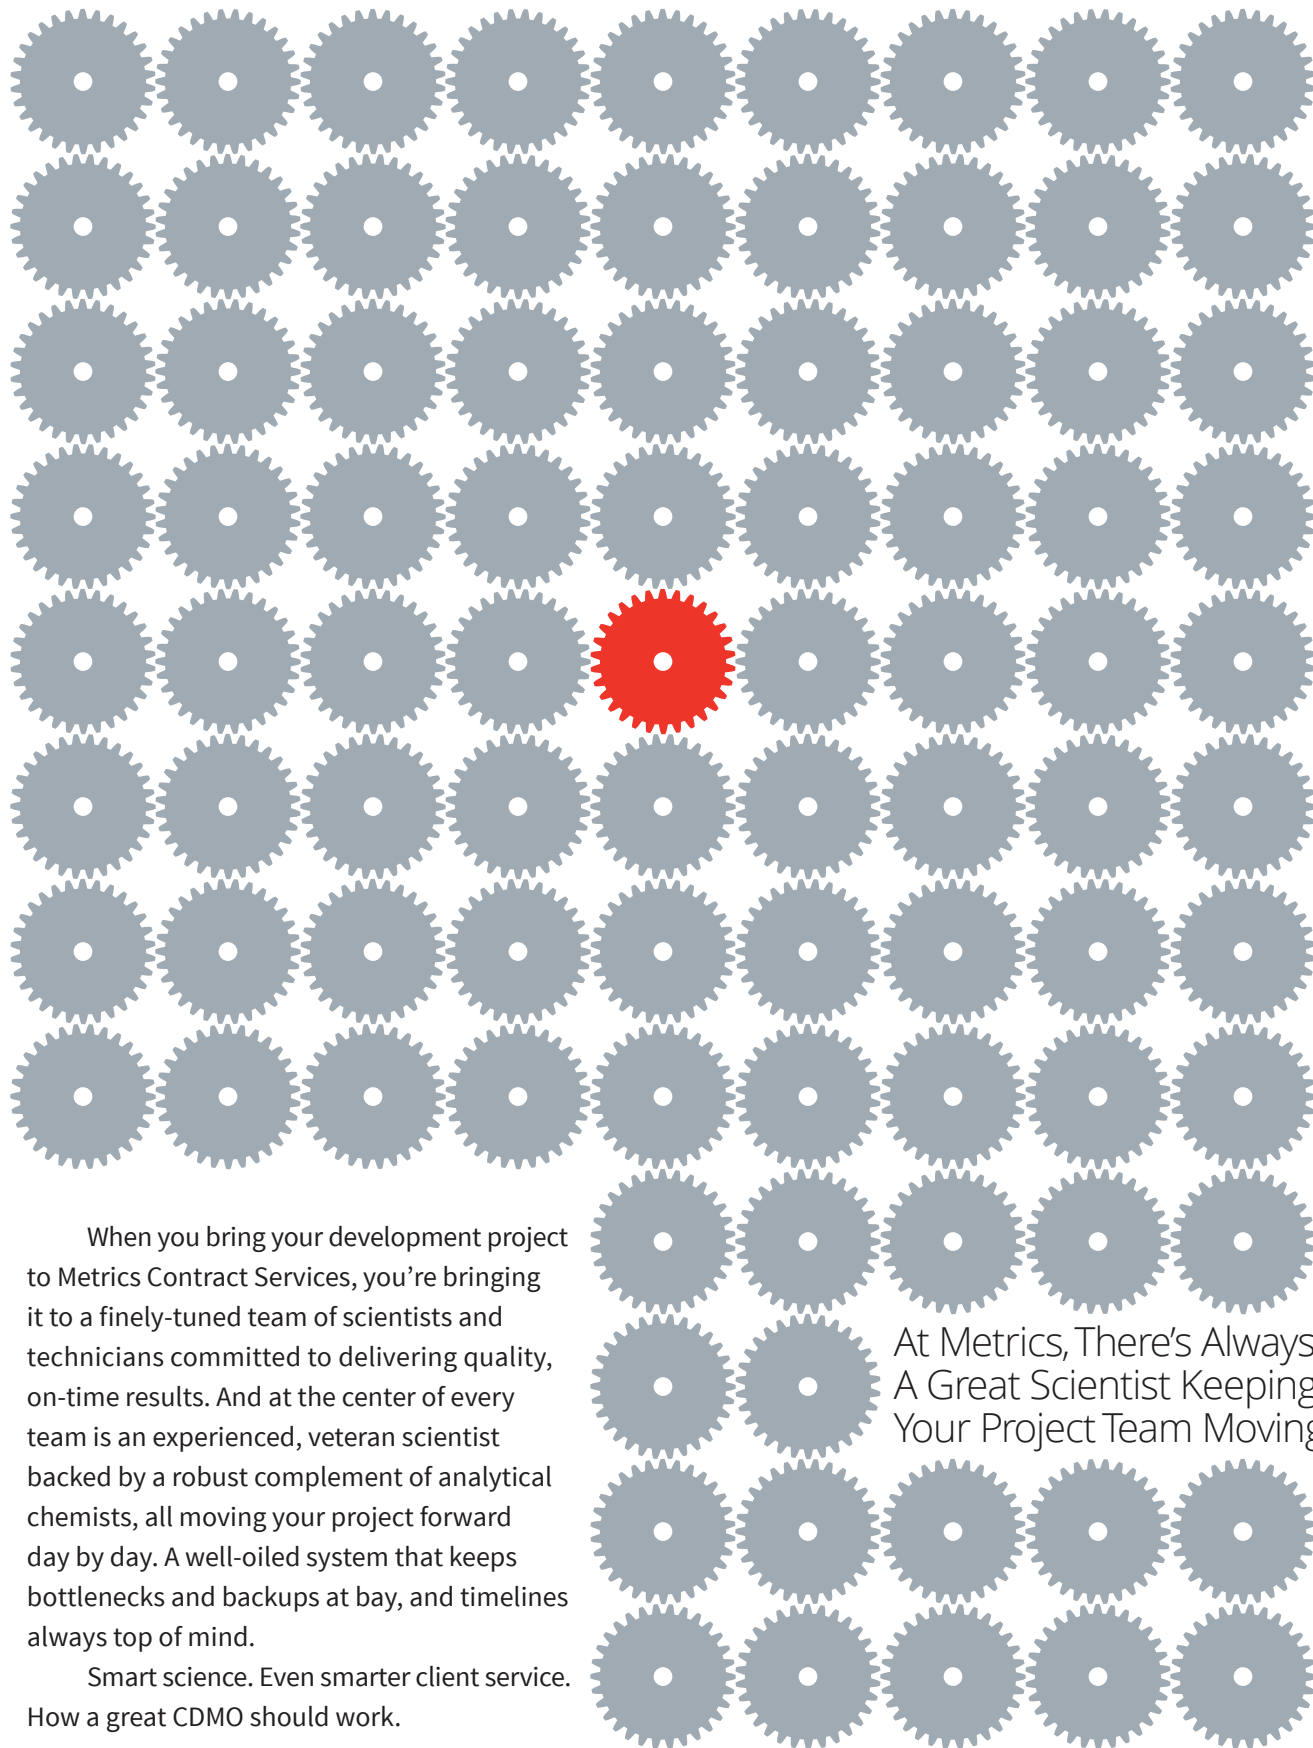 When you bring your development project
to Metrics Contract Services, you’re bringing
it to a finely-tuned team of scientists and
technicians committed to delivering quality,
on-time results. And at the center of every
team is an experienced, veteran scientist
backed by a robust complement of analytical
chemists, all moving your project forward
day by day. A well-oiled system that keeps
bottlenecks and backups at bay, and timelines
always top of mind.
Smart science. Even smarter client service.
How a great CDMO should work.
At Metrics, There’s Always
A Great Scientist Keeping
Your Project Team Moving